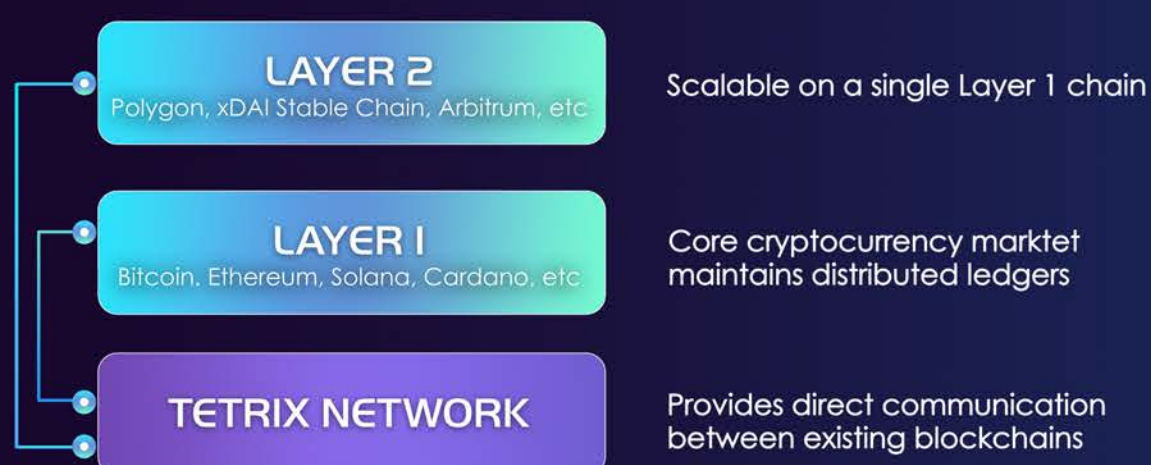 LAYER 2
Polygon, xDAI Stable Chain, Arbitrum, etc
Scalable on a single Layer 1 chain
LAYER 1
Bitcoin. Ethereum, Solana, Cardano, etc
Core cryptocurrency marktet
maintains distributed ledgers
TETRIX NETWORK
Provides direct communication
between existing blockchains